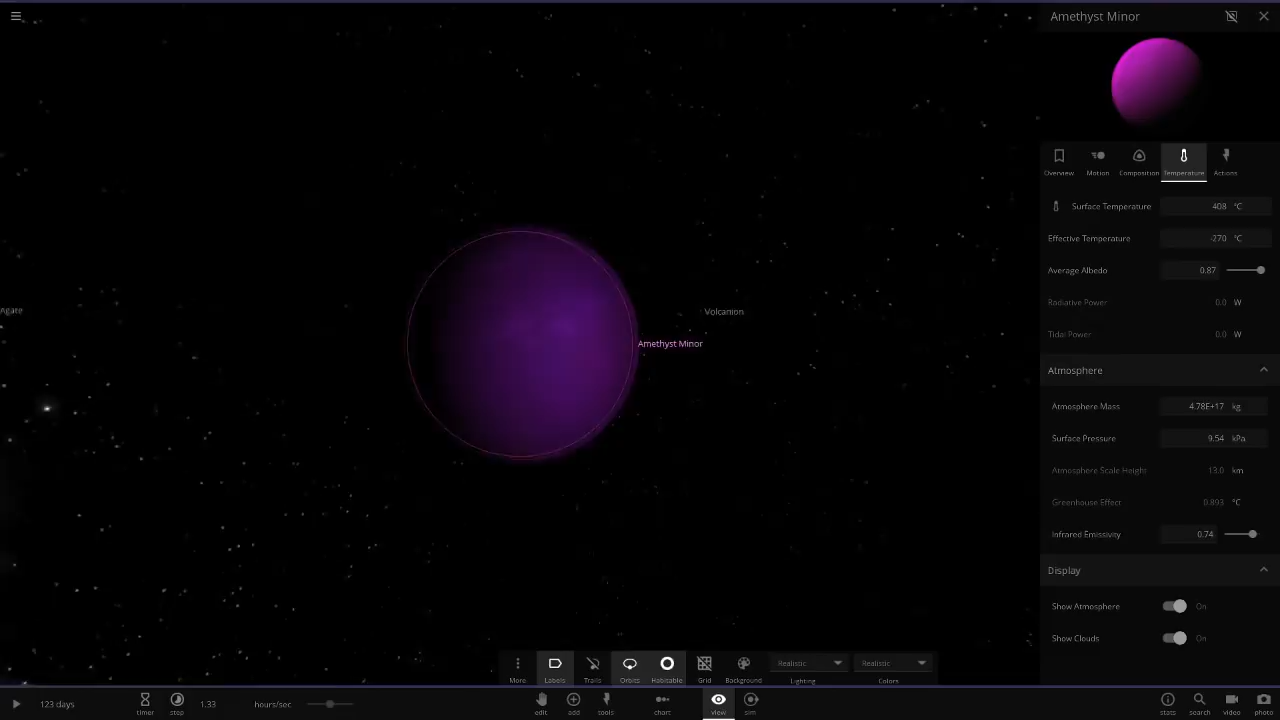 Amethyst Minor
Overview Motion Composition Temperature Actions
Surface Temperature 408 °C
Effective Temperature -270 °C
Average Albedo 0.87
Radiative Power 0.0 W
Tidal Power 0.0 W
Atmosphere
Atmosphere Mass 4.78E+17 kg
Surface Pressure 9.54 kPa
Atmosphere Scale Height 13.0 km
Greenhouse Effect 0.893 °C
Infrared Emissivity 0.74
Display
Show Atmosphere On
Show Clouds On
Agate
Volcanion
Amethyst Minor
More Labels Trails Orbits Habitable Grid Background
Realistic Realistic
Lighting Colors
123 days timer step 1.33 hours/sec edit add tools chart view sim stats search video photo